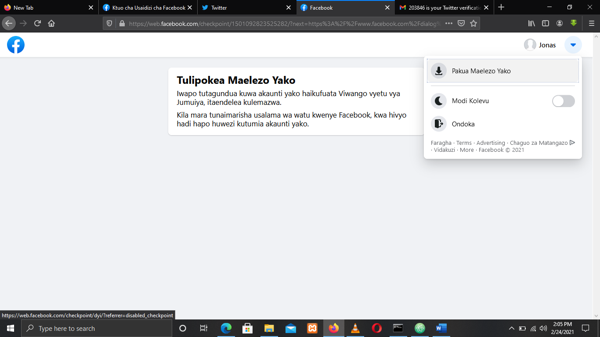 New Tab
Kituo cha Usaidizi cha Facebook
Twitter
Facebook
203846 is your Twitter verificati
https://web.facebook.com/checkpoint/1501092823525282/?next=https%3A%2F%2Fwww.facebook.com%2Fdialog
Jonas
Pakua Maelezo Yako
Modi Kolevu
Ondoka
Faragha · Terms · Advertising · Chaguo za Matangazo
· Vidakuzi · More · Facebook © 2021
Tulipokea Maelezo Yako
Iwapo tutagundua kuwa akaunti yako haikufuata Viwango vyetu vya
Jumuiya, itaendelea kulemazwa.
Kila mara tunaimarisha usalama wa watu kwenye Facebook, kwa hivyo
hadi hapo huwezi kutumia akaunti yako.
https://web.facebook.com/checkpoint/dyi/?referrer=disabled_checkpoint
Type here to search
2:05 PM
2/24/2021